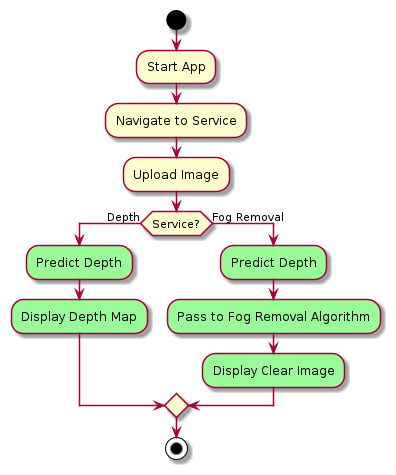 Start App
Navigate to Service
Upload Image
Depth
Service?
Fog Removal
Predict Depth
Predict Depth
Display Depth Map
Pass to Fog Removal Algorithm
Display Clear Image